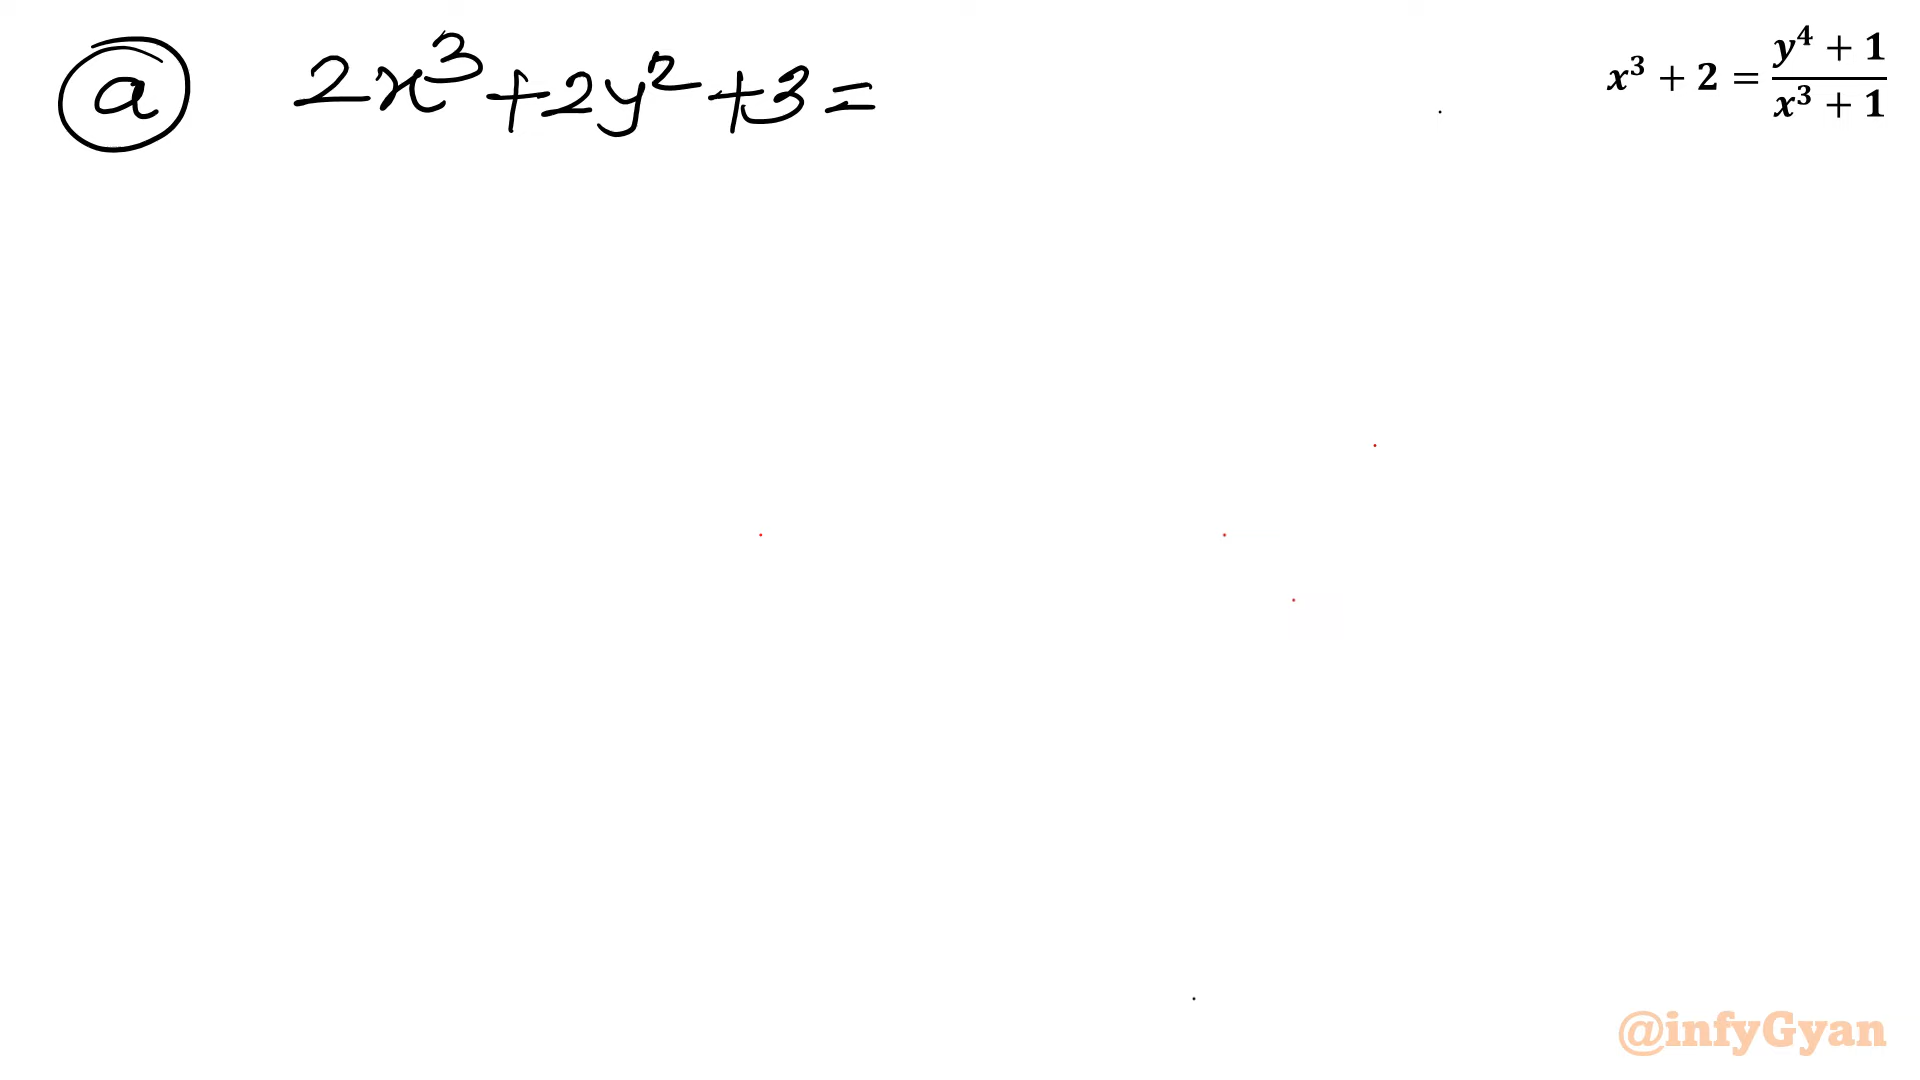 ⓐ 2x³+2y²+3=
x³ + 2 = (y⁴ + 1)/(x³ + 1)
@infyGyan